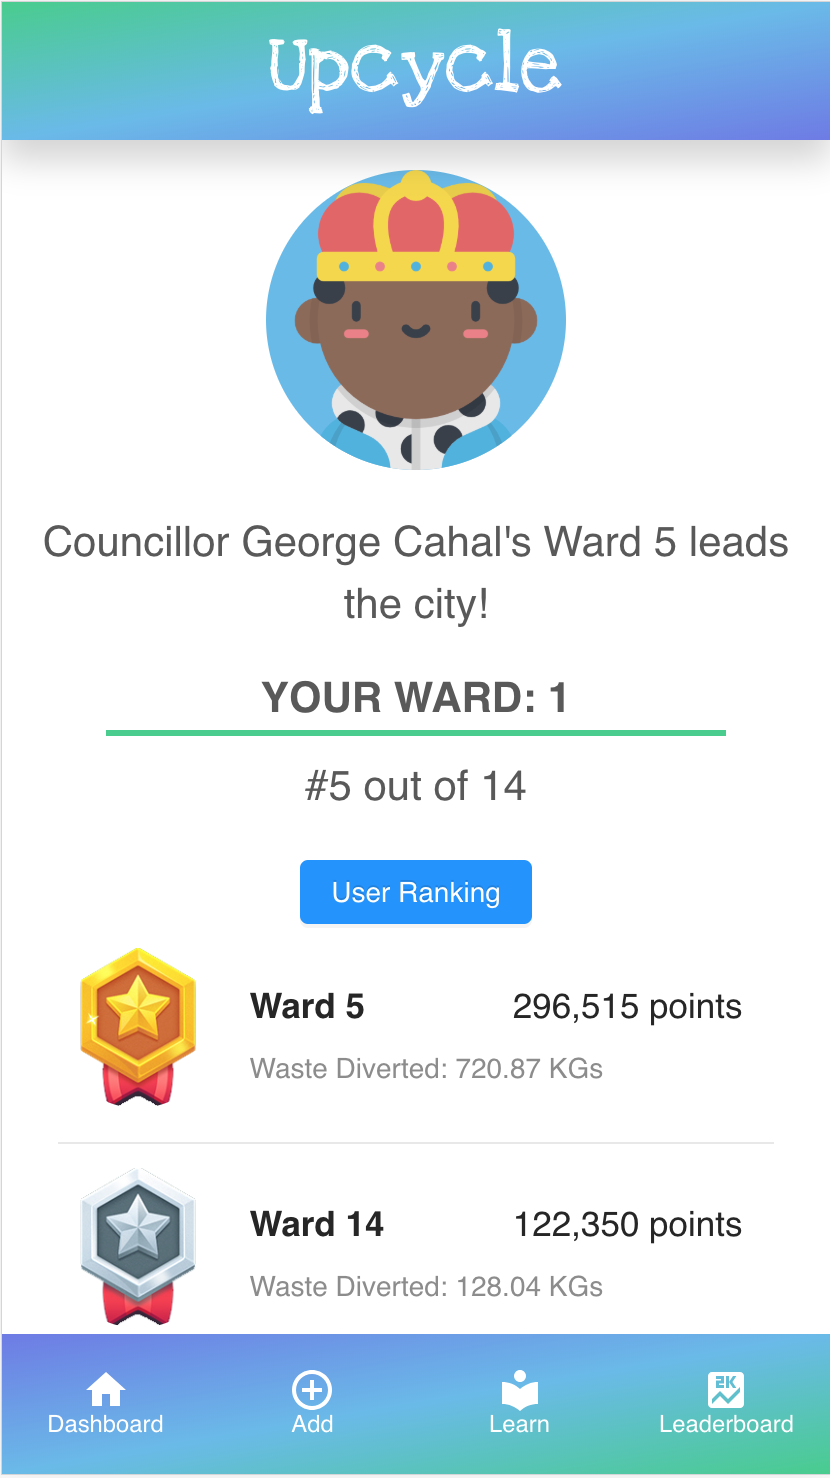 Upcycle
Councillor George Cahal's Ward 5 leads
the city!
YOUR WARD: 1
#5 out of 14
User Ranking
Ward 5 296,515 points
Waste Diverted: 720.87 KGs
Ward 14 122,350 points
Waste Diverted: 128.04 KGs
2K
Dashboard Add Learn Leaderboard